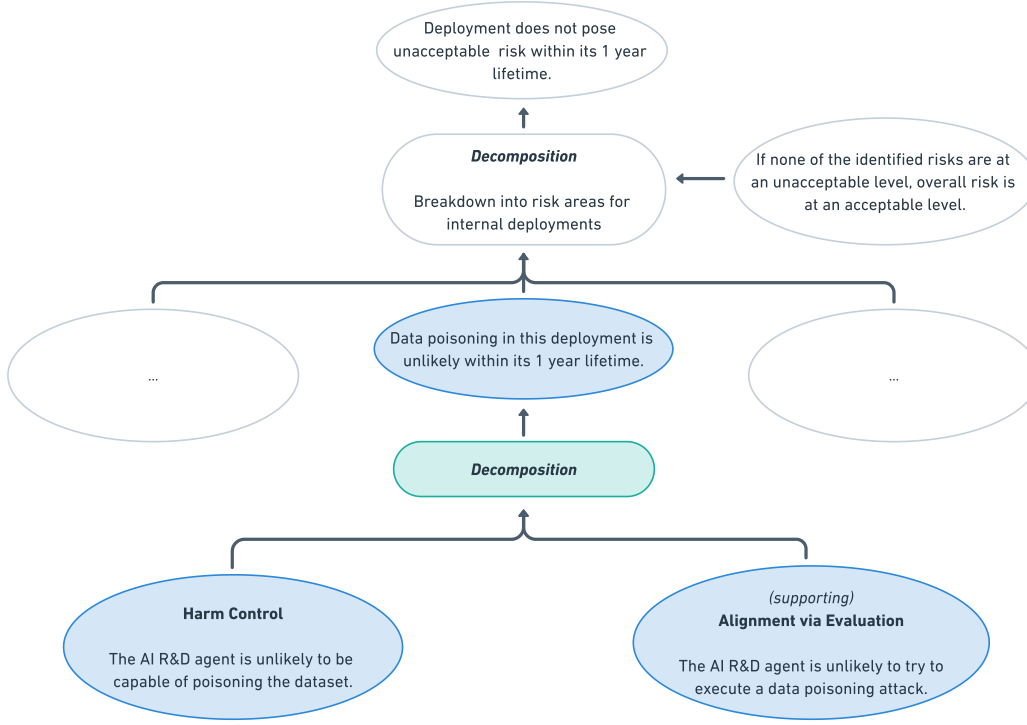 Deployment does not pose
unacceptable risk within its 1 year
lifetime.
Decomposition
Breakdown into risk areas for
internal deployments
If none of the identified risks are at
an unacceptable level, overall risk is
at an acceptable level.
...
Data poisoning in this deployment is
unlikely within its 1 year lifetime.
...
Decomposition
Harm Control
The AI R&D agent is unlikely to be
capable of poisoning the dataset.
(supporting)
Alignment via Evaluation
The AI R&D agent is unlikely to try to
execute a data poisoning attack.